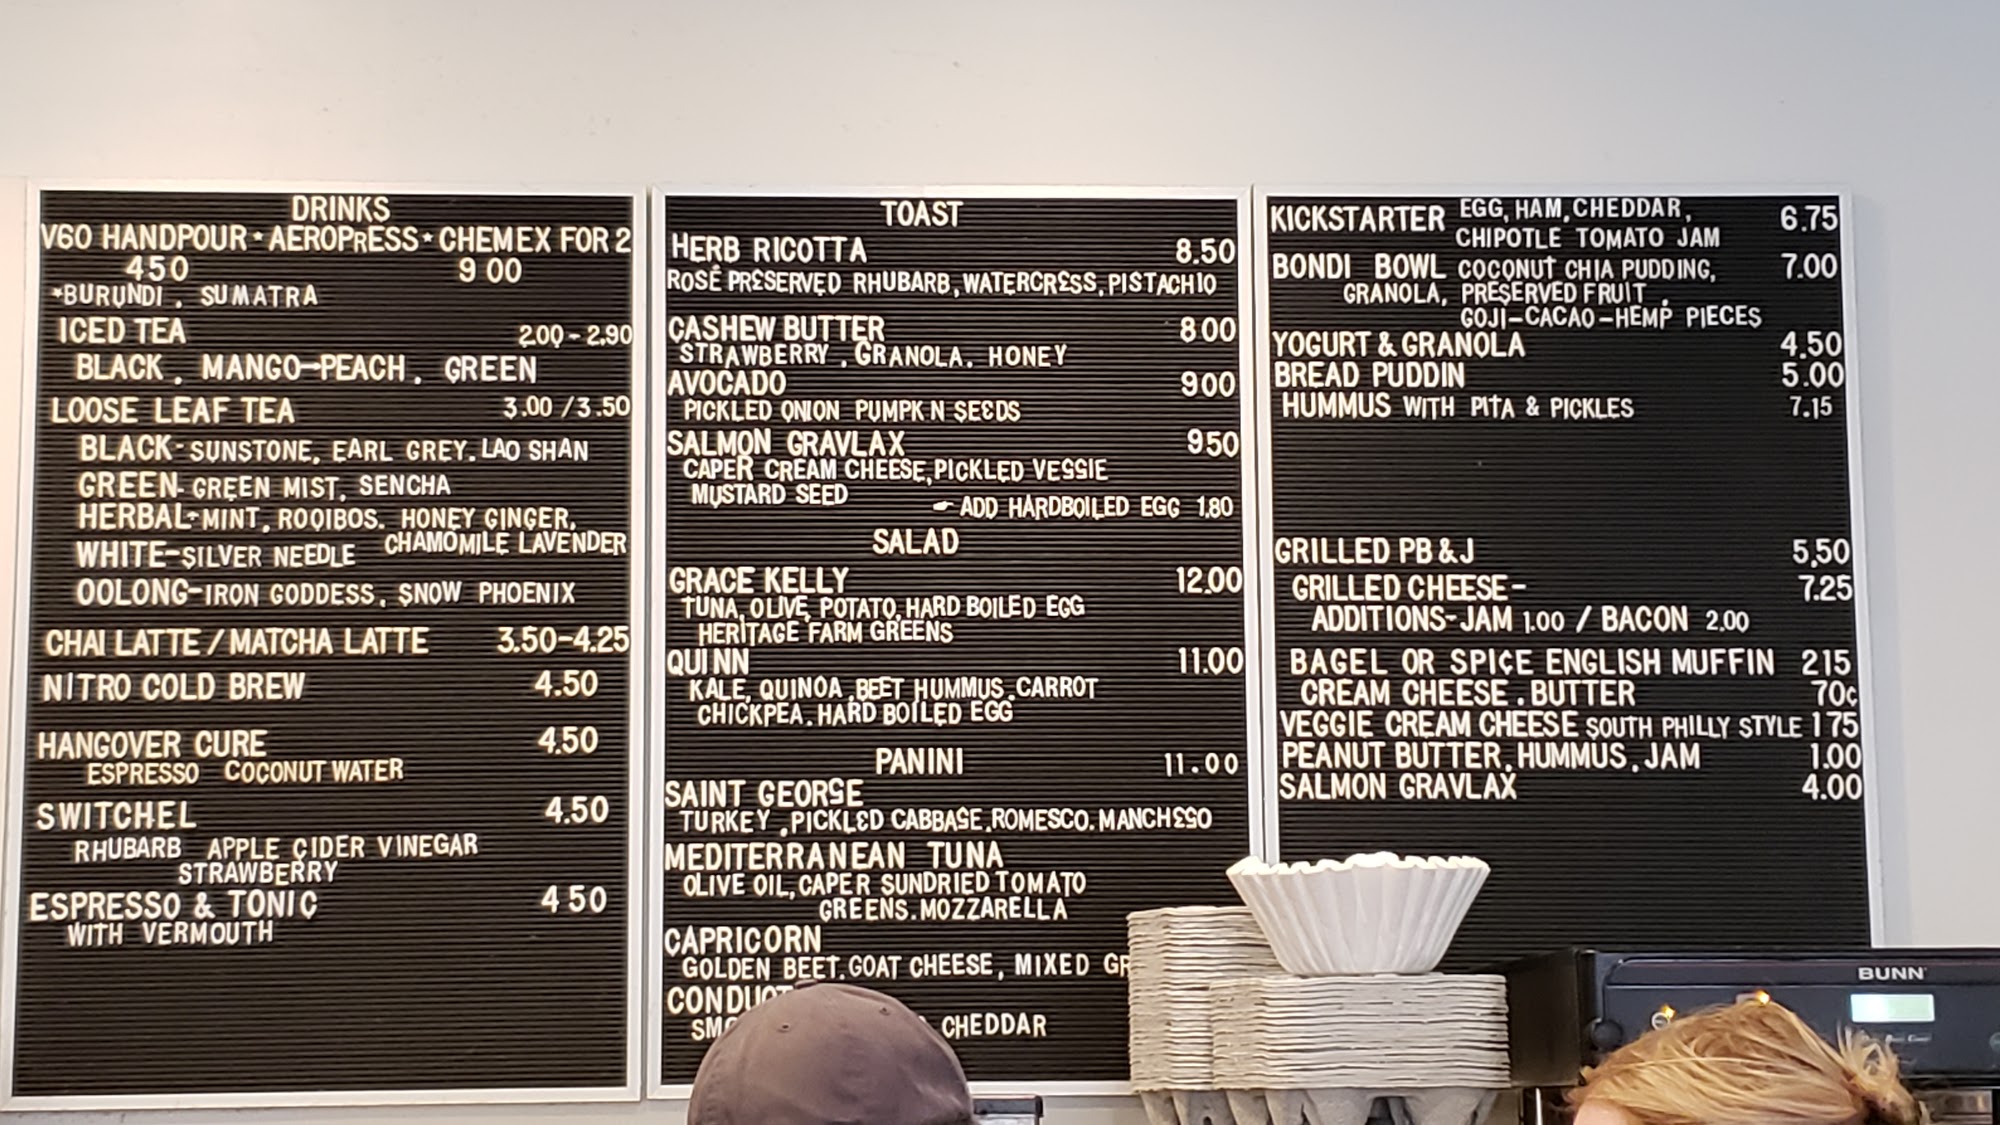 DRINKS
V60 HANDPOUR * AEROPrESS * CHEMEX FOR 2
4 5 0 9 00
*BURUNDI . SUMATRA
ICED TEA 2.00 - 2.90
BLACK . MANGO-PEACH . GREEN
LOOSE LEAF TEA 3.00 / 3.50
BLACK - SUNSTONE, EARL GREY. LAO SHAN
GREEN - GREEN MIST, SENCHA
HERBAL - MINT, ROOIBOS. HONEY GINGER,
CHAMOMILE LAVENDER
WHITE - SILVER NEEDLE
OOLONG - IRON GODDESS, SNOW PHOENIX
CHAI LATTE / MATCHA LATTE 3.50-4.25
NITRO COLD BREW 4.50
HANGOVER CURE 4.50
ESPRESSO COCONUT WATER
SWITCHEL 4.50
RHUBARB APPLE CIDER VINEGAR
STRAWBERRY
ESPRESSO & TONIC 4 50
WITH VERMOUTH
TOAST
HERB RICOTTA 8.50
ROSÉ PRESERVED RHUBARB, WATERCRESS, PISTACHIO
CASHEW BUTTER 8 00
STRAWBERRY . GRANOLA . HONEY
AVOCADO 9 00
PICKLED ONION PUMPK N SEEDS
SALMON GRAVLAX 9 50
CAPER CREAM CHEESE, PICKLED VEGGIE
MUSTARD SEED
☛ ADD HARDBOILED EGG 1.80
SALAD
GRACE KELLY 12.00
TUNA, OLIVE, POTATO, HARD BOILED EGG
HERITAGE FARM GREENS
QUINN 11.00
KALE, QUINOA, BEET HUMMUS . CARROT
CHICKPEA . HARD BOILED EGG
PANINI 11.00
SAINT GEORGE
TURKEY . PICKLED CABBAGE . ROMESCO. MANCHEGO
MEDITERRANEAN TUNA
OLIVE OIL, CAPER SUNDRIED TOMATO
GREENS . MOZZARELLA
CAPRICORN
GOLDEN BEET . GOAT CHEESE, MIXED
CHEDDAR
KICKSTARTER EGG, HAM, CHEDDAR, 6.75
CHIPOTLE TOMATO JAM
BONDI BOWL COCONUT CHIA PUDDING, 7.00
GRANOLA, PRESERVED FRUIT ,
GOJI-CACAO-HEMP PIECES
YOGURT & GRANOLA 4.50
BREAD PUDDIN 5.00
HUMMUS WITH PITA & PICKLES 7.15
GRILLED PB & J 5,50
GRILLED CHEESE - 7.25
ADDITIONS - JAM 1.00 / BACON 2.00
BAGEL OR SPI¢E ENGLISH MUFFIN 2 15
CREAM CHEESE . BUTTER 70¢
VEGGIE CREAM CHEESE SOUTH PHILLY STYLE 1 75
PEANUT BUTTER, HUMMUS, JAM 1.00
SALMON GRAVLAX 4.00
BUNN